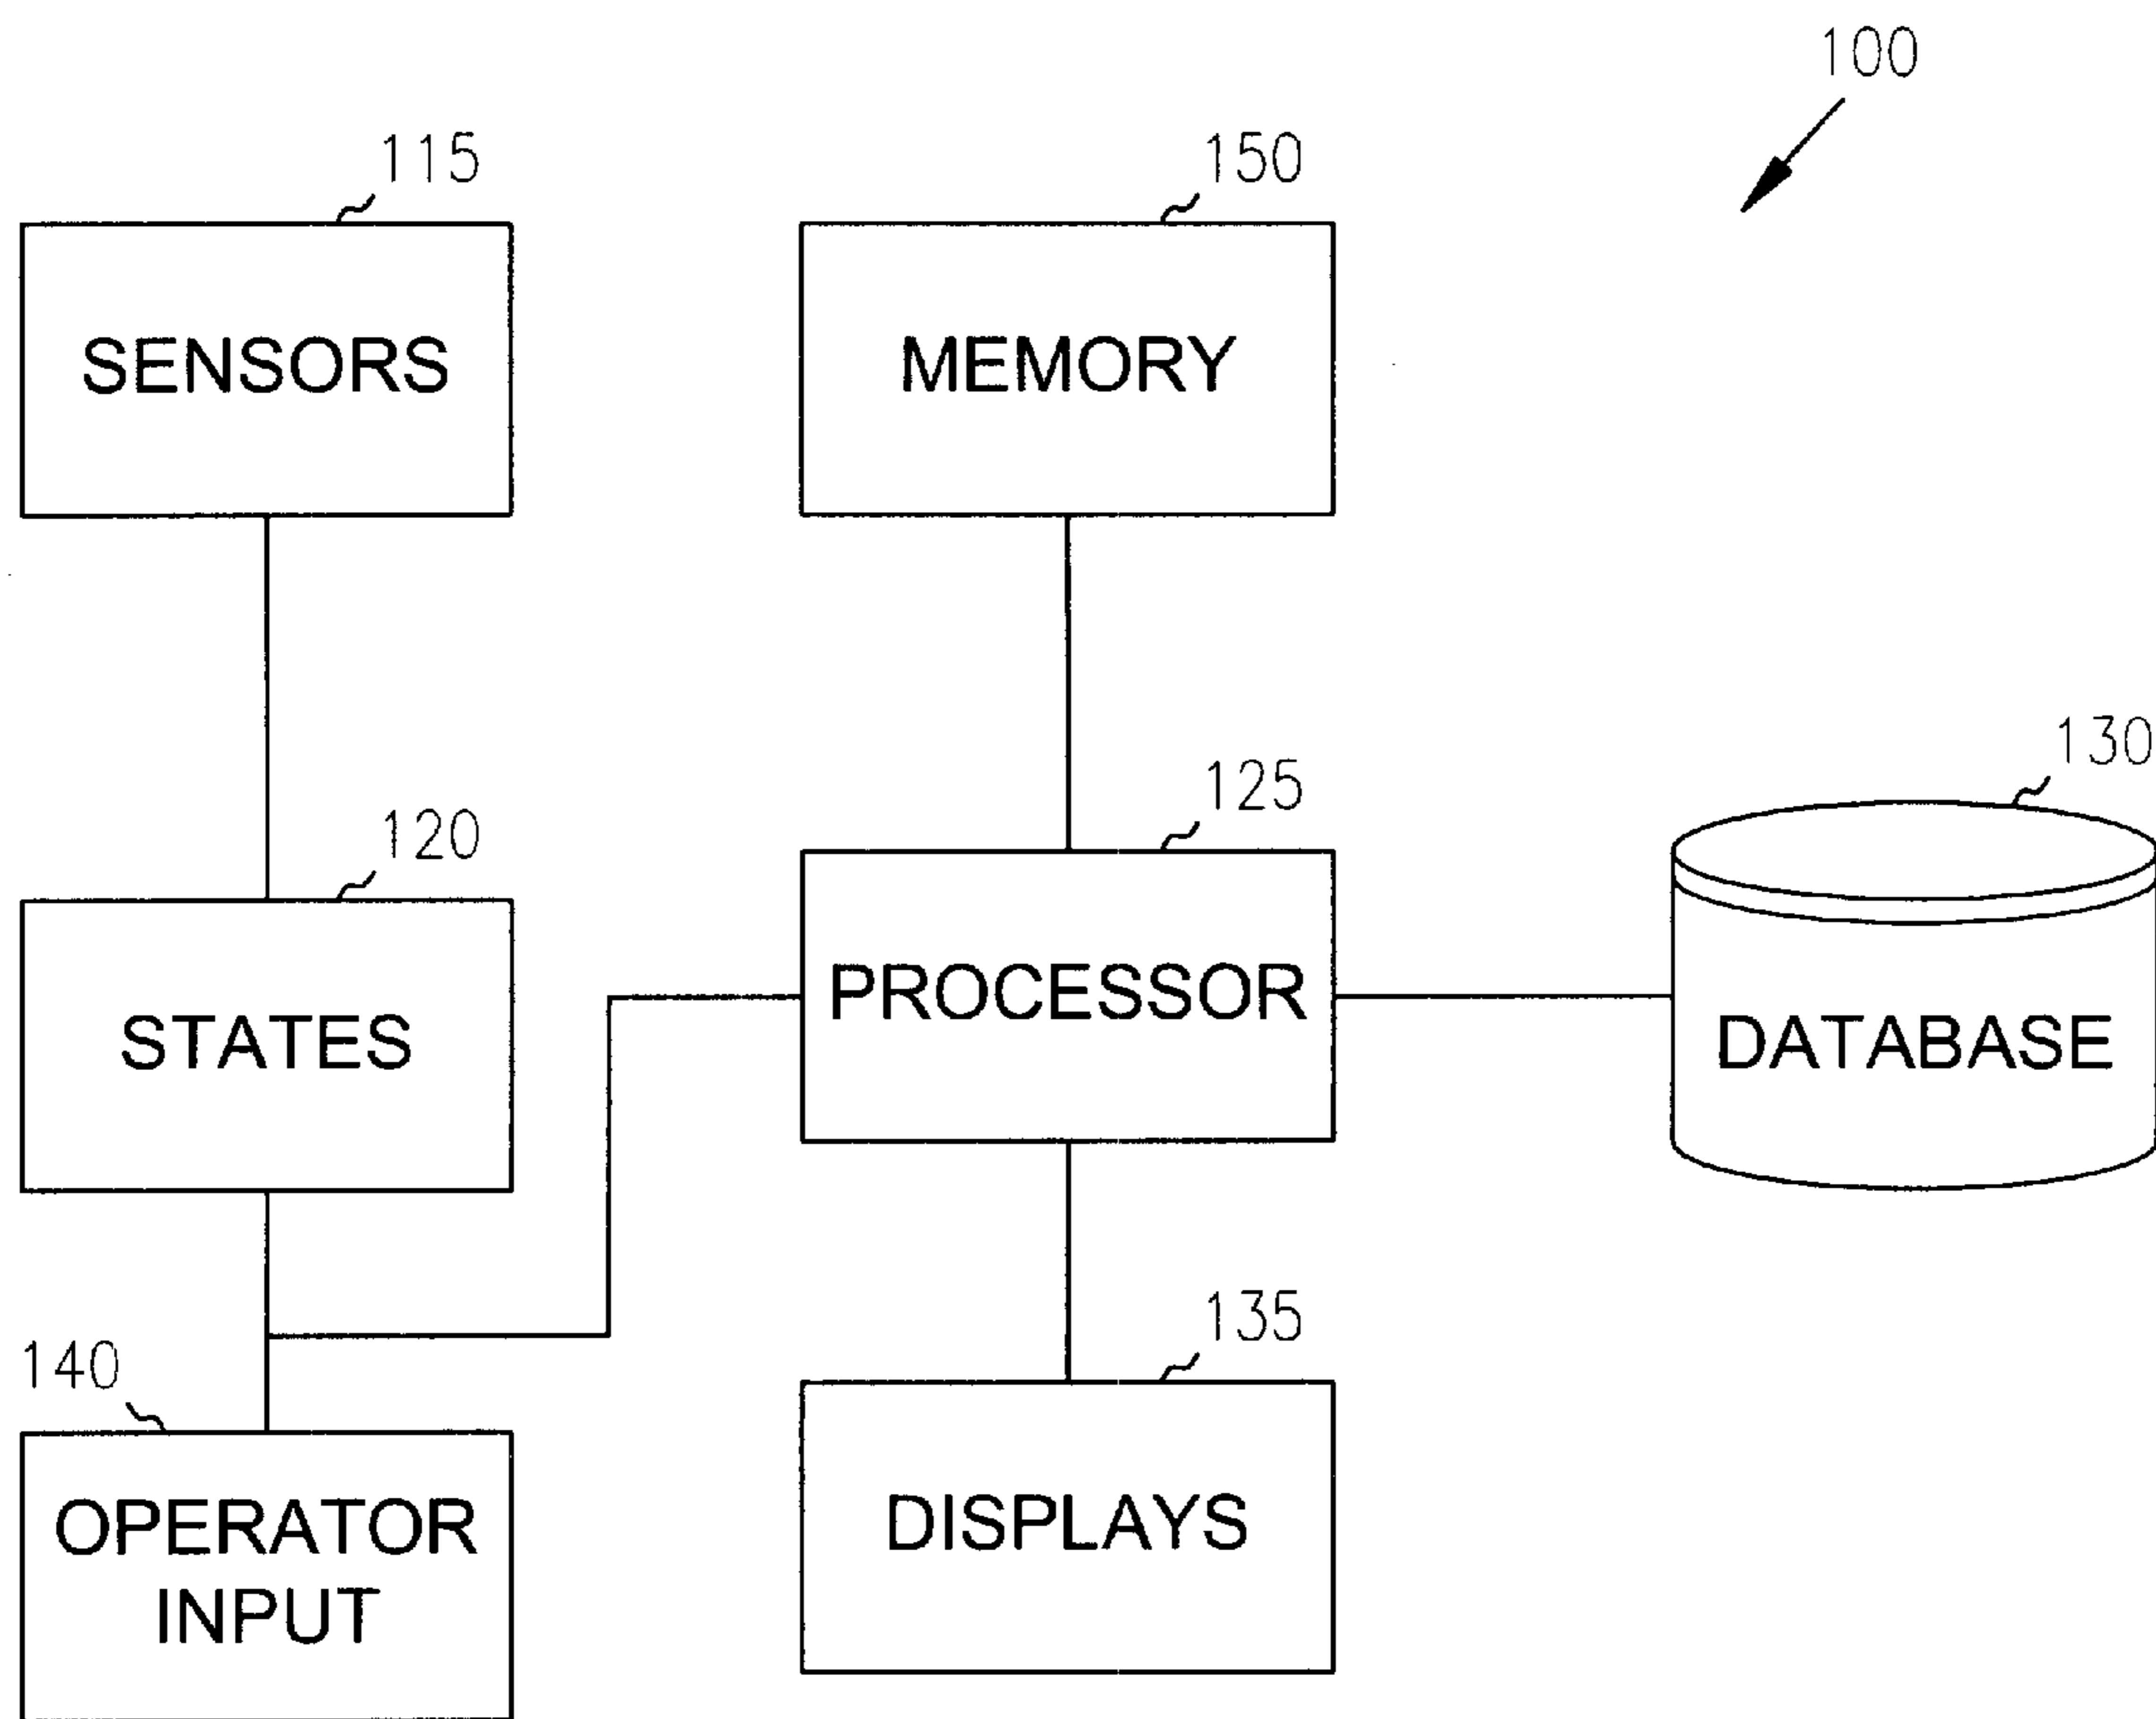 100
115
150
SENSORS
MEMORY
130
125
120
PROCESSOR
STATES
DATABASE
135
140
OPERATOR
INPUT
DISPLAYS